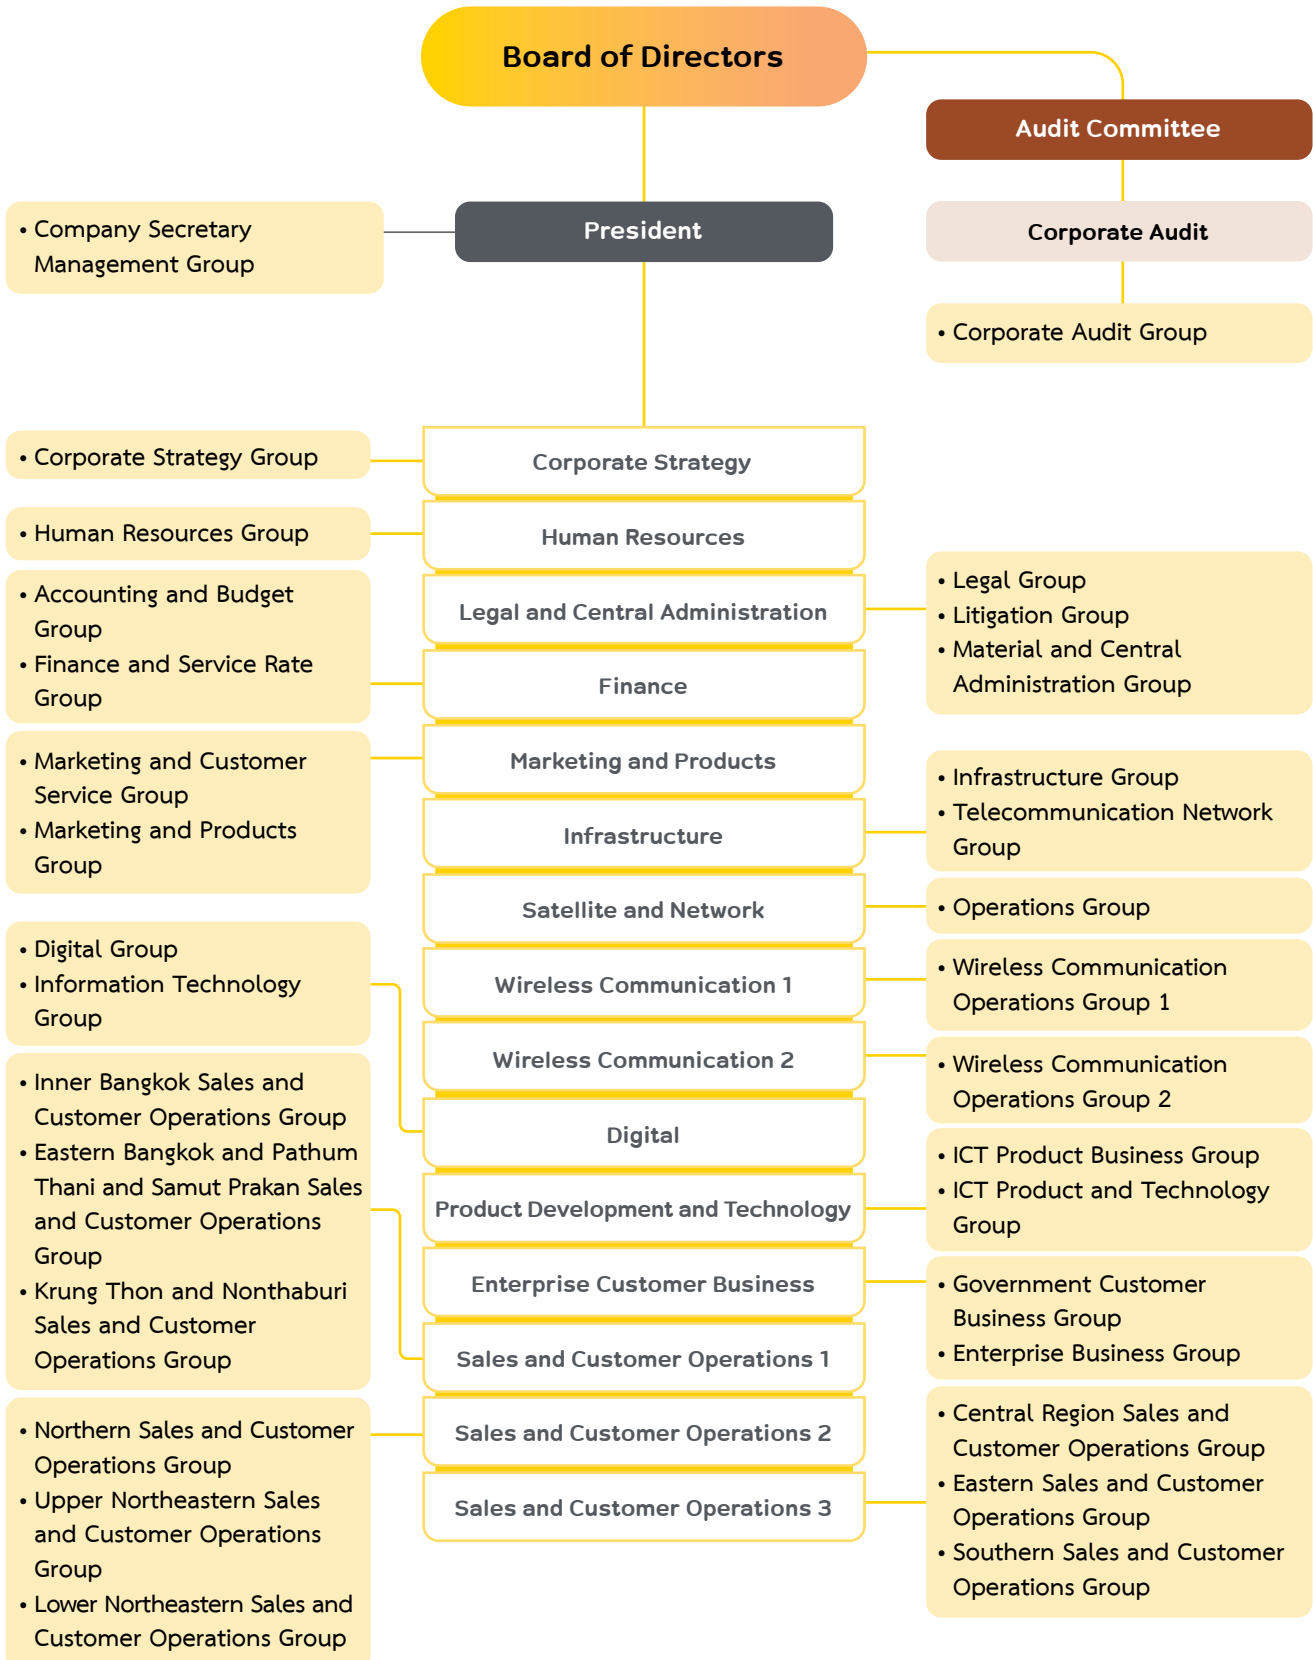 Board of Directors
Audit Committee
• Company Secretary
Management Group
President
Corporate Audit
• Corporate Audit Group
• Corporate Strategy Group
Corporate Strategy
• Human Resources Group
Human Resources
• Accounting and Budget
Group
• Finance and Service Rate
Group
Legal and Central Administration
• Legal Group
• Litigation Group
• Material and Central
Administration Group
Finance
• Marketing and Customer
Service Group
• Marketing and Products
Group
Marketing and Products
Infrastructure
• Infrastructure Group
• Telecommunication Network
Group
Satellite and Network
• Operations Group
• Digital Group
• Information Technology
Group
Wireless Communication 1
• Wireless Communication
Operations Group 1
Wireless Communication 2
• Wireless Communication
Operations Group 2
• Inner Bangkok Sales and
Customer Operations Group
• Eastern Bangkok and Pathum
Thani and Samut Prakan Sales
and Customer Operations
Group
• Krung Thon and Nonthaburi
Sales and Customer
Operations Group
Digital
Product Development and Technology
• ICT Product Business Group
• ICT Product and Technology
Group
Enterprise Customer Business
• Government Customer
Business Group
• Enterprise Business Group
Sales and Customer Operations 1
• Northern Sales and Customer
Operations Group
• Upper Northeastern Sales
and Customer Operations
Group
• Lower Northeastern Sales and
Customer Operations Group
Sales and Customer Operations 2
Sales and Customer Operations 3
• Central Region Sales and
Customer Operations Group
• Eastern Sales and Customer
Operations Group
• Southern Sales and Customer
Operations Group